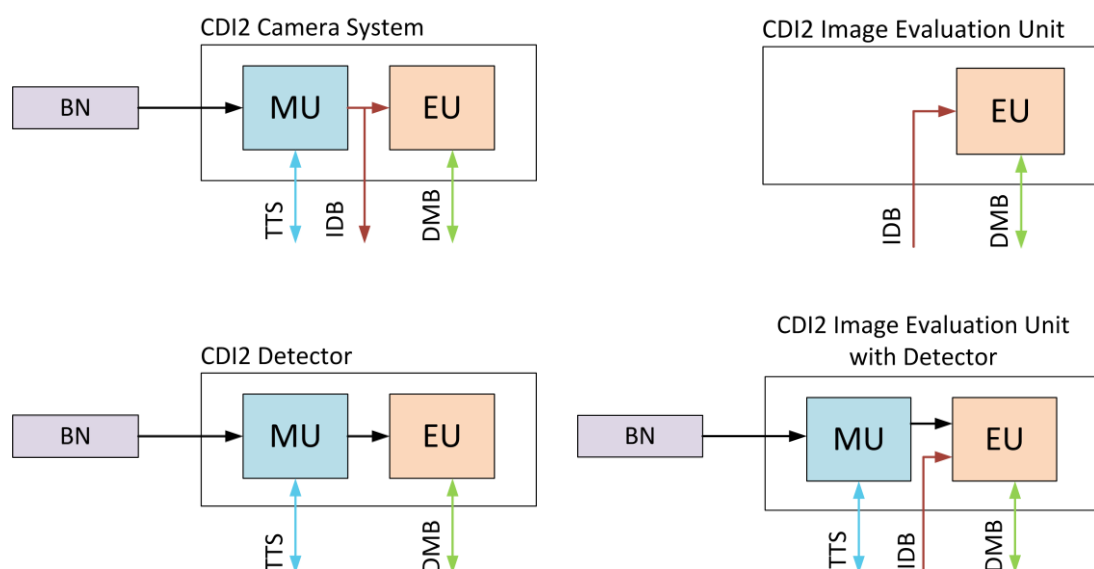 CDI2 Camera System
BN
MU
EU
TTS
IDB
DMB
CDI2 Image Evaluation Unit
EU
IDB
DMB
CDI2 Detector
BN
MU
EU
TTS
DMB
CDI2 Image Evaluation Unit
with Detector
BN
MU
EU
TTS
IDB
DMB